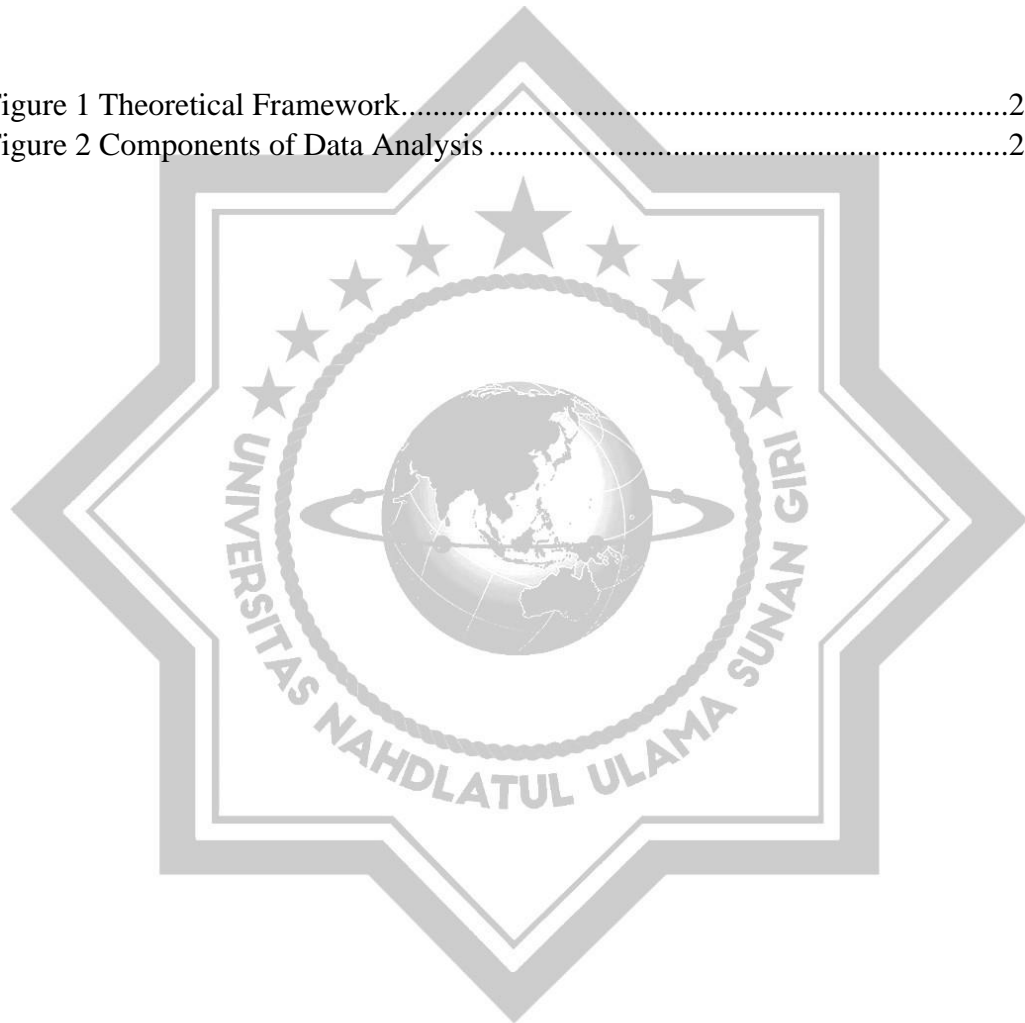 igure 1 Theoretical Framework............................................................................2
igure 2 Components of Data Analysis .................................................................2
UNIVERSITAS NAHDLATUL ULAMA SUNAN GIRI